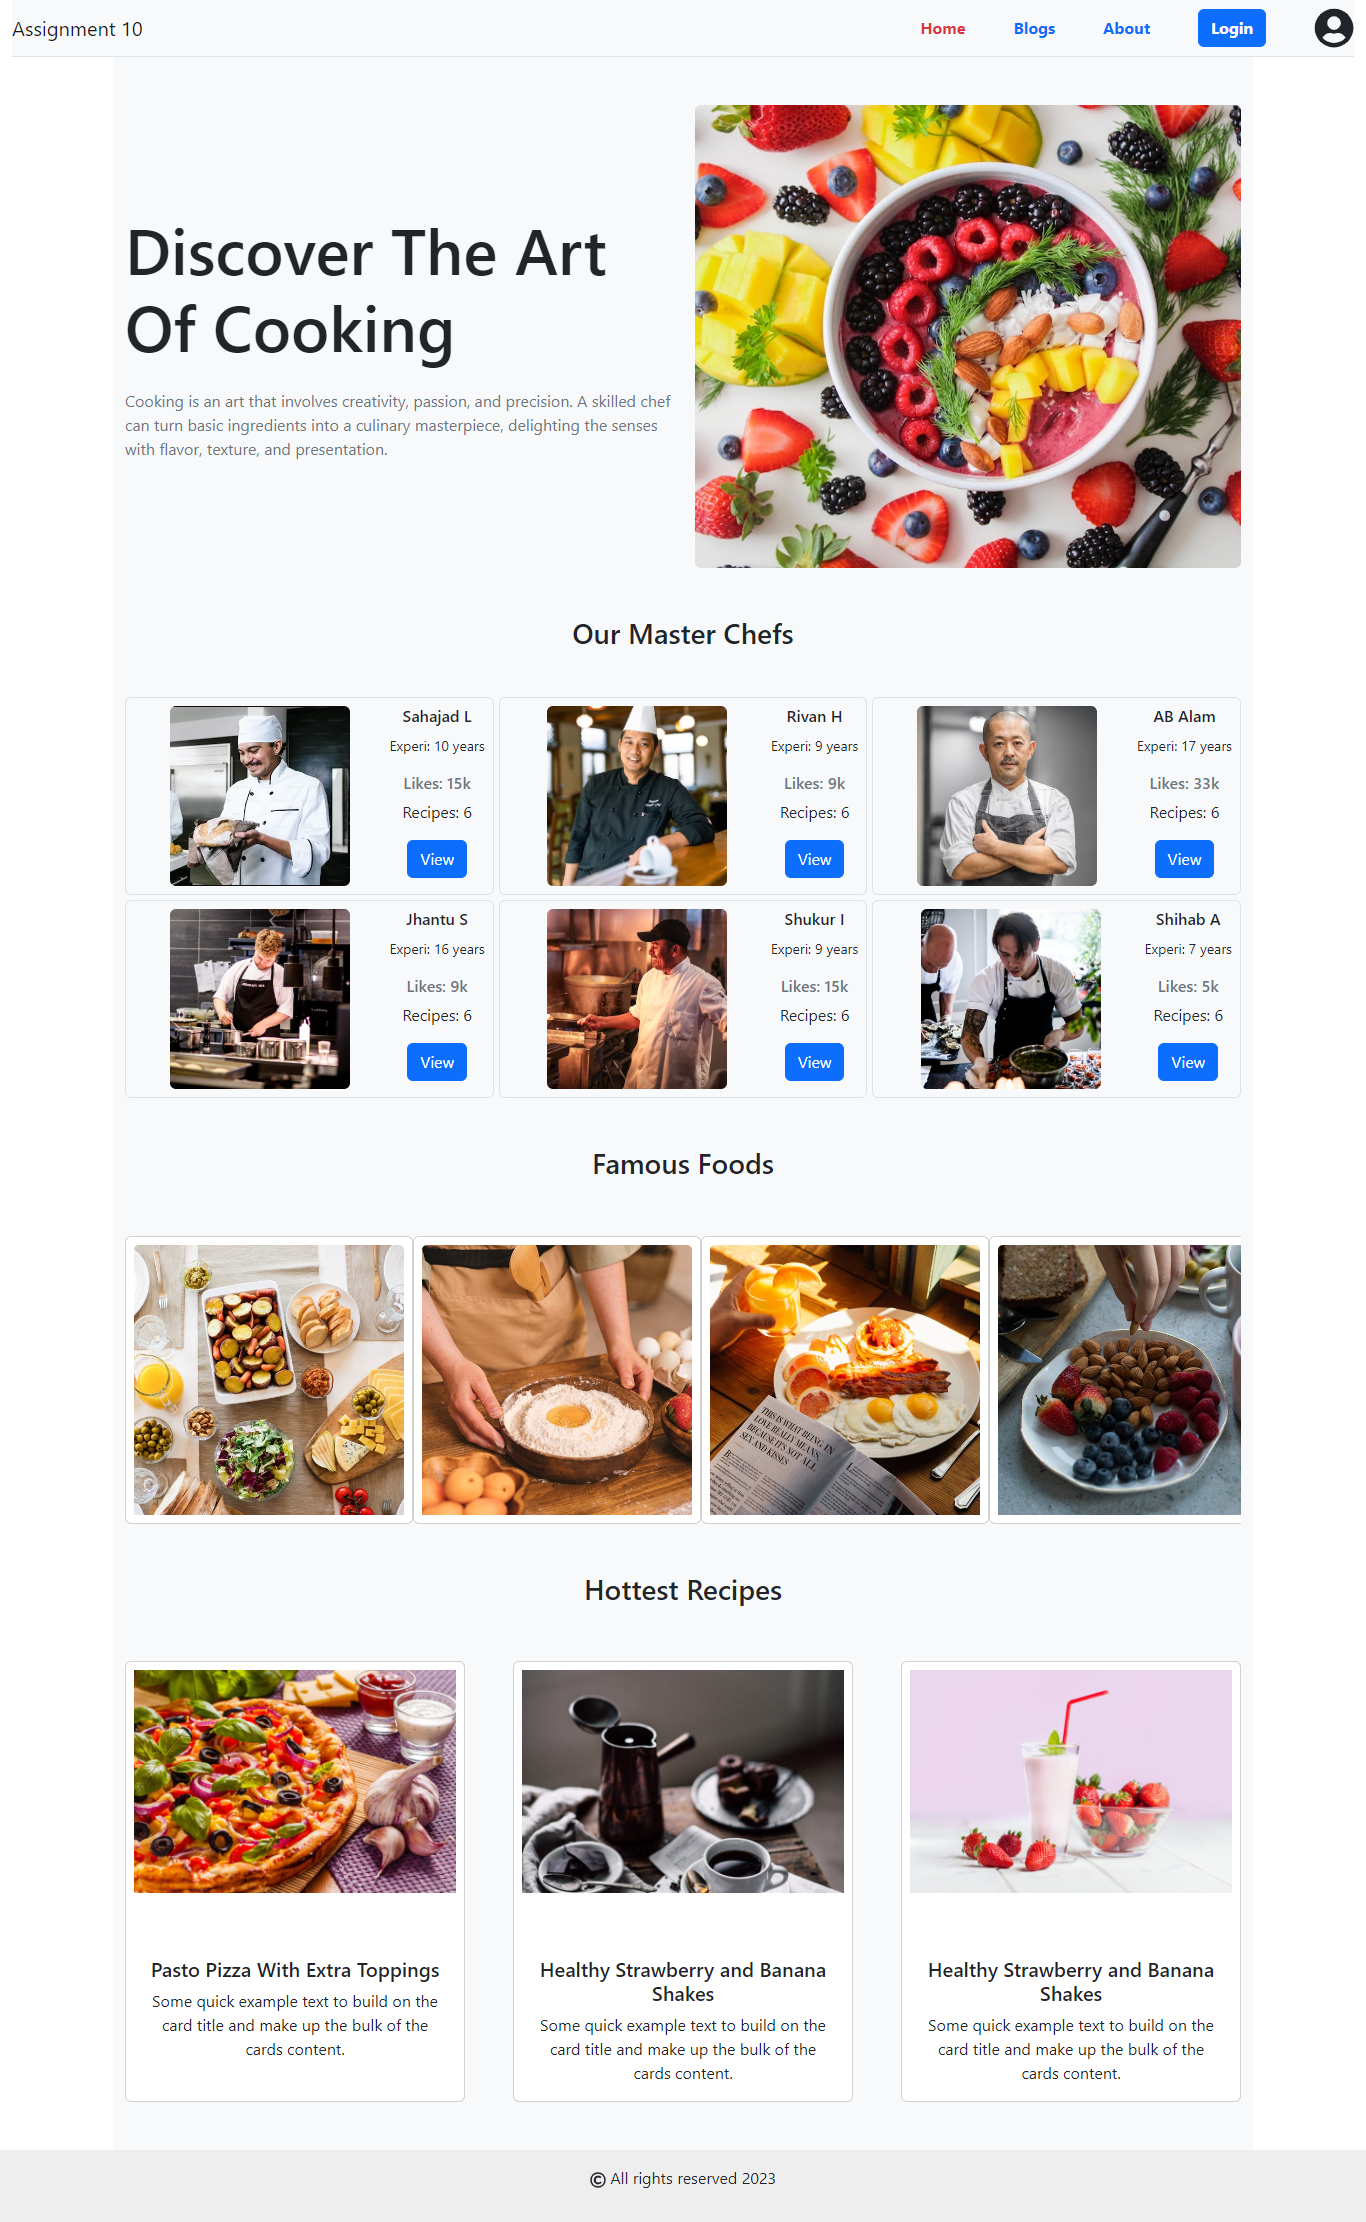 Assignment 10
Home
Blogs
About
Login
Discover The Art
Of Cooking
Cooking is an art that involves creativity, passion, and precision. A skilled chef
can turn basic ingredients into a culinary masterpiece, delighting the senses
with flavor, texture, and presentation.
Our Master Chefs
Sahajad L
Experi: 10 years
Likes: 15k
Recipes: 6
View
Rivan H
Experi: 9 years
Likes: 9k
Recipes: 6
View
AB Alam
Experi: 17 years
Likes: 33k
Recipes: 6
View
Jhantu S
Experi: 16 years
Likes: 9k
Recipes: 6
View
Shukur I
Experi: 9 years
Likes: 15k
Recipes: 6
View
Shihab A
Experi: 7 years
Likes: 5k
Recipes: 6
View
Famous Foods
THIS IS WHAT BEING IN
LOVE REALLY MEANS,
BECAUSE IT'S NOT ALL
SEX AND KISSES
Hottest Recipes
Pasto Pizza With Extra Toppings
Some quick example text to build on the
card title and make up the bulk of the
cards content.
Healthy Strawberry and Banana
Shakes
Some quick example text to build on the
card title and make up the bulk of the
cards content.
Healthy Strawberry and Banana
Shakes
Some quick example text to build on the
card title and make up the bulk of the
cards content.
© All rights reserved 2023